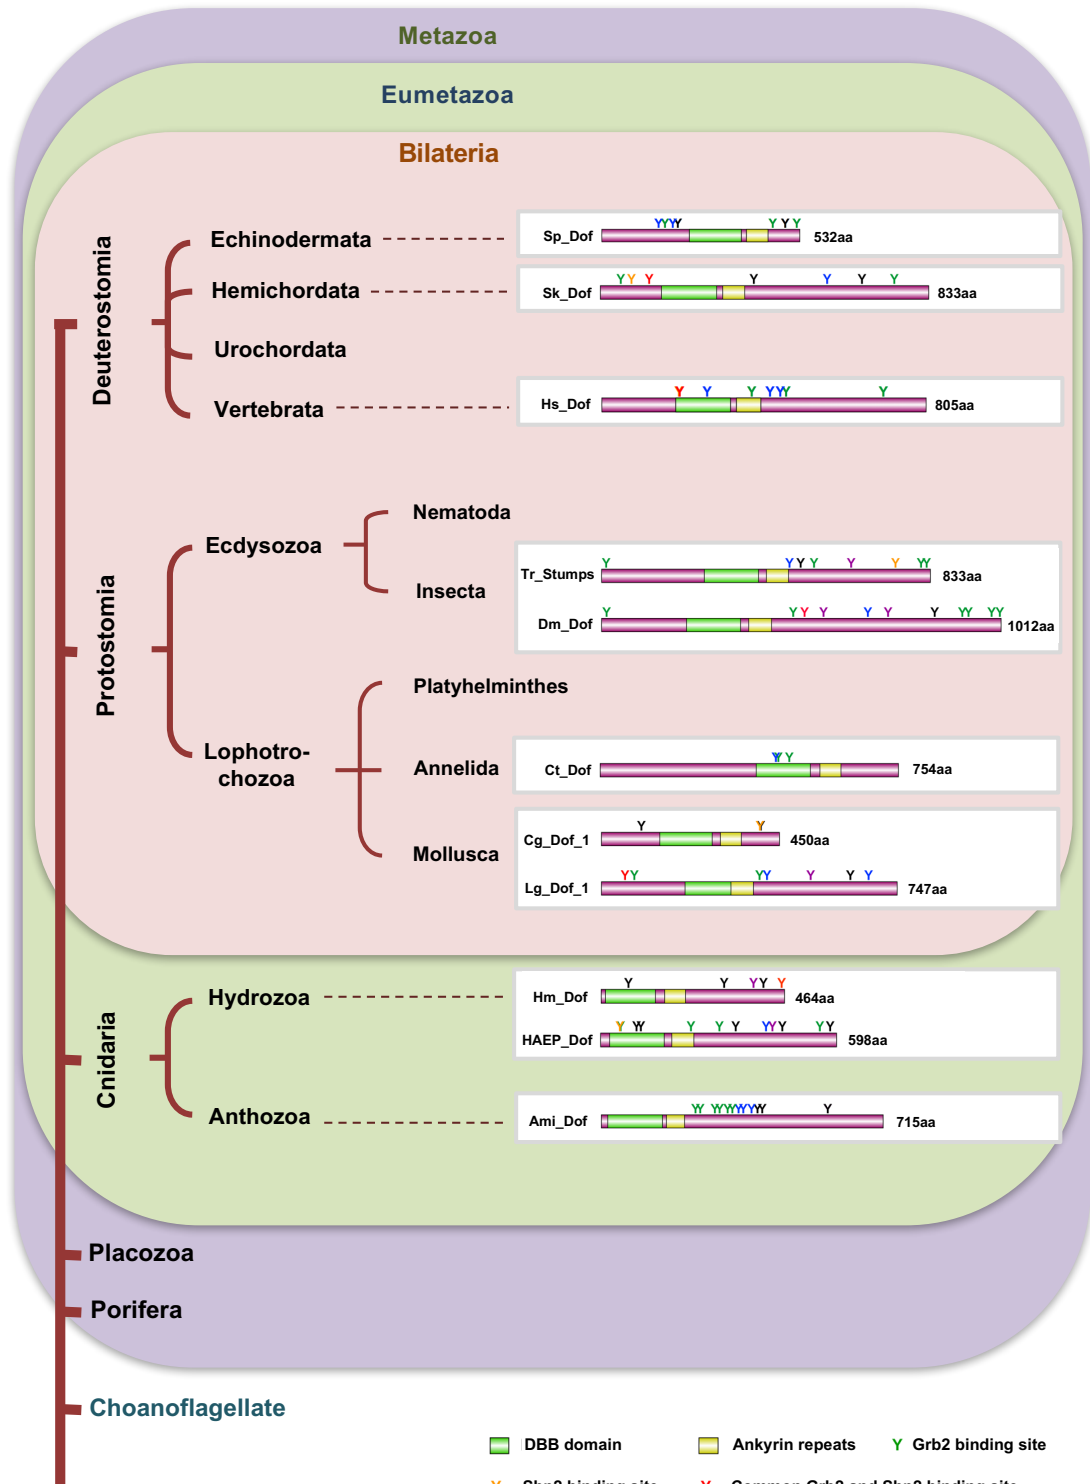 Metazoa
Eumetazoa
Bilateria
Deuterostomia
Echinodermata
Sp_Dof
532aa
Hemichordata
Sk_Dof
833aa
Urochordata
Vertebrata
Hs_Dof
805aa
Protostomia
Ecdysozoa
Nematoda
Insecta
Tr_Stumps
833aa
Dm_Dof
1012aa
Lophotro-
chozoa
Platyhelminthes
Annelida
Ct_Dof
754aa
Mollusca
Cg_Dof_1
450aa
Lg_Dof_1
747aa
Cnidaria
Hydrozoa
Hm_Dof
464aa
HAEP_Dof
598aa
Anthozoa
Ami_Dof
715aa
Placozoa
Porifera
Choanoflagellate
DBB domain
Ankyrin repeats
Y Grb2 binding site